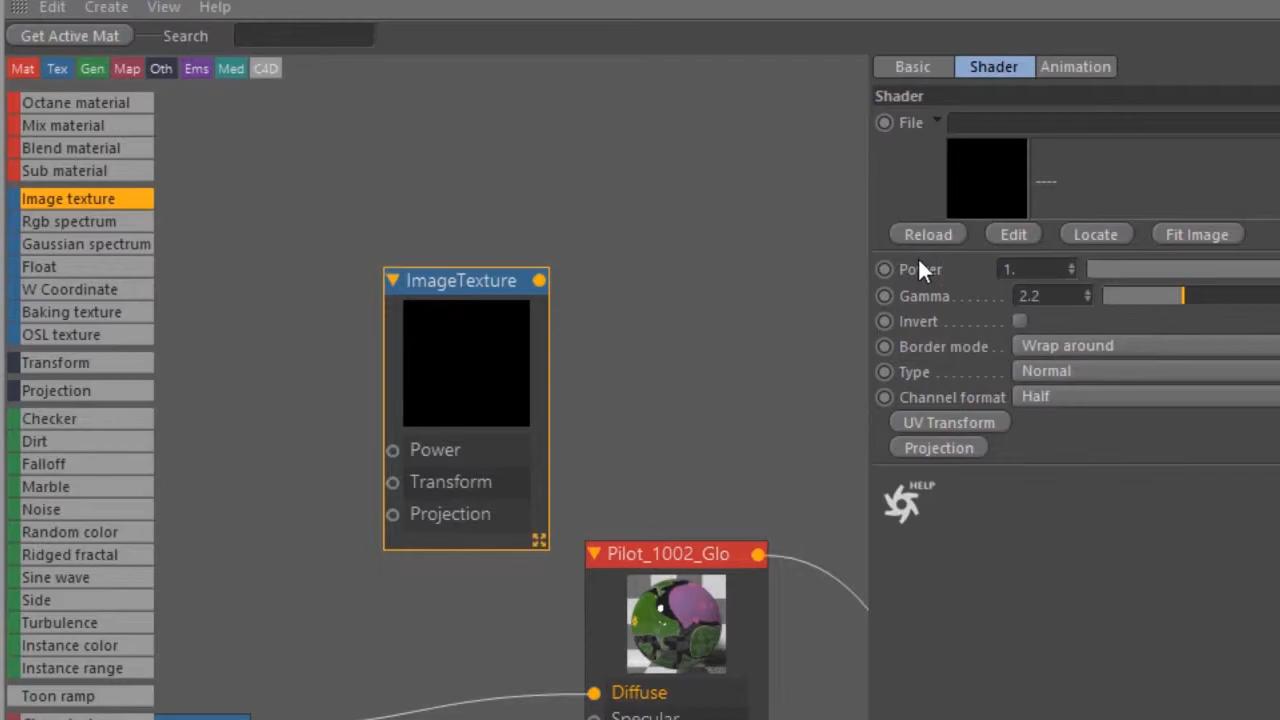 Edit Create View Help
Get Active Mat Search
Mat Tex Gen Map Oth Ems Med C4D
Octane material
Mix material
Blend material
Sub material
Image texture
Rgb spectrum
Gaussian spectrum
Float
W Coordinate
Baking texture
OSL texture
Transform
Projection
Checker
Dirt
Falloff
Marble
Noise
Random color
Ridged fractal
Sine wave
Side
Turbulence
Instance color
Instance range
Toon ramp
ImageTexture
Power
Transform
Projection
Pilot_1002_Glo
Diffuse
Specular
Basic Shader Animation
Shader
File
----
Reload Edit Locate Fit Image
Power 1.
Gamma . . . . . . . 2.2
Invert . . . . . . . .
Border mode . . Wrap around
Type . . . . . . . . . Normal
Channel format Half
UV Transform
Projection
HELP